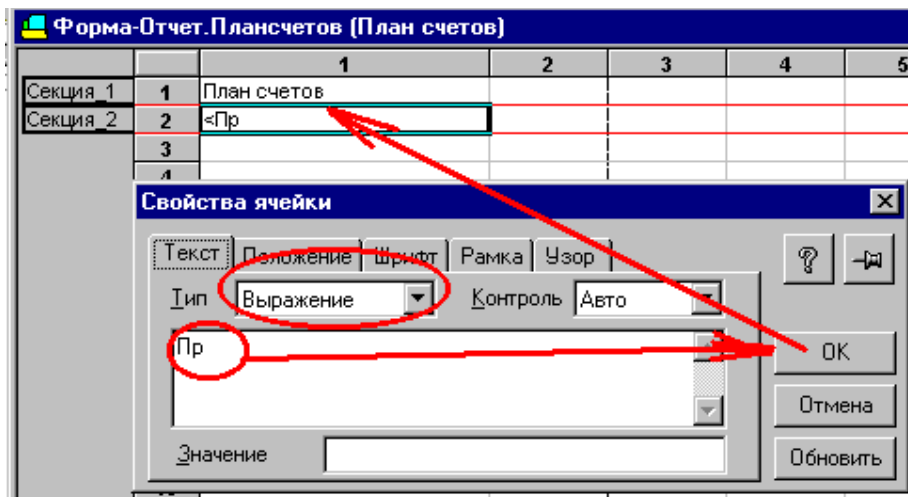 Форма-Отчет.Плансчетов (План счетов)
1 2 3 4 5
Секция_1 1 План счетов
Секция_2 2 <Пр
3
4
Свойства ячейки
Текст Положение Шрифт Рамка Узор
Тип Выражение Контроль Авто
Пр
OK
Отмена
Значение Обновить